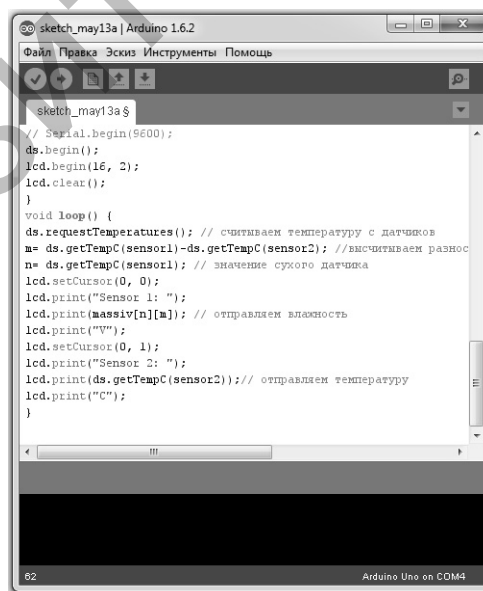 sketch_may13a | Arduino 1.6.2
Файл Правка Эскиз Инструменты Помощь
sketch_may13a §
// Serial.begin(9600);
ds.begin();
lcd.begin(16, 2);
lcd.clear();
}
void loop() {
ds.requestTemperatures(); // считываем температуру с датчиков
m= ds.getTempC(sensor1)-ds.getTempC(sensor2); //высчитываем разнос
n= ds.getTempC(sensor1); // значение сухого датчика
lcd.setCursor(0, 0);
lcd.print("Sensor 1: ");
lcd.print(massiv[n][m]); // отправляем влажность
lcd.print("V");
lcd.setCursor(0, 1);
lcd.print("Sensor 2: ");
lcd.print(ds.getTempC(sensor2));// отправляем температуру
lcd.print("C");
}
62 Arduino Uno on COM4